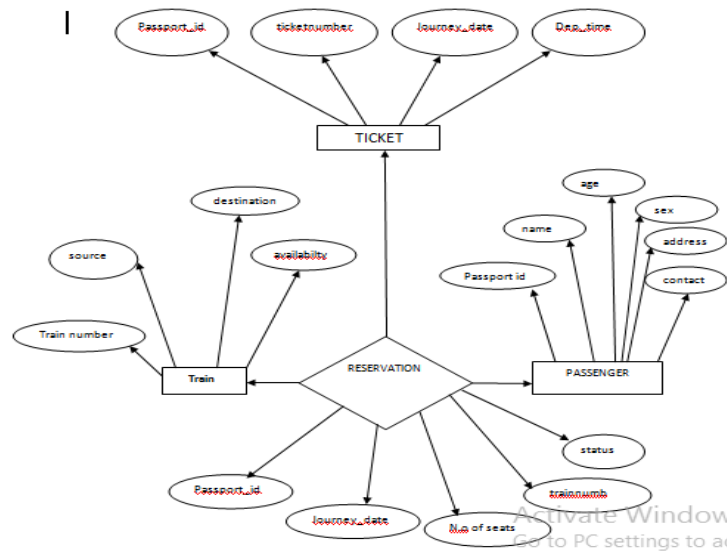 Passport_id
ticketnumber
Journey_date
Dep_time
TICKET
age
destination
sex
name
address
source
availabilty
Passport id
contact
Train number
RESERVATION
Train
PASSENGER
status
Passport_id
trainnumb
Journey_date
N.o of seats
Activate Window
Go to PC settings to a